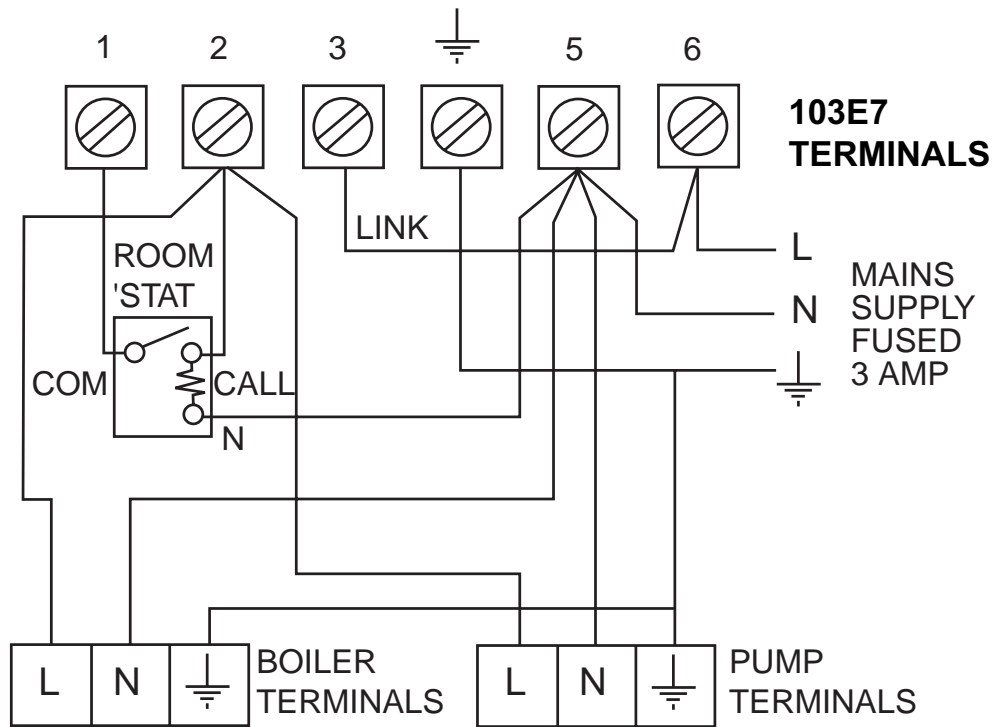 1 2 3 5 6
103E7
TERMINALS
LINK
L
ROOM
'STAT
MAINS
SUPPLY
FUSED
3 AMP
N
COM
CALL
N
L N
BOILER
TERMINALS
L N
PUMP
TERMINALS